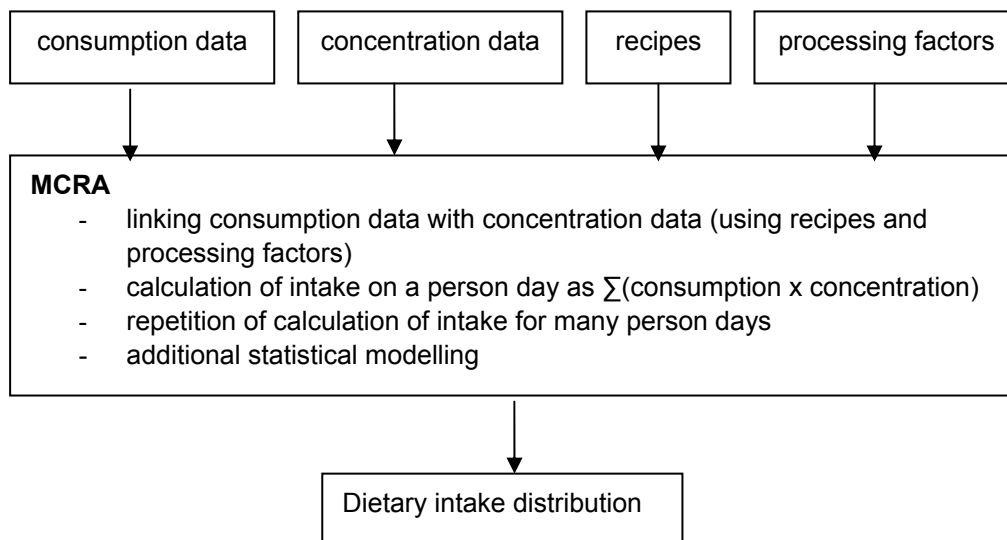 consumption data
concentration data
recipes
processing factors
MCRA
- linking consumption data with concentration data (using recipes and
processing factors)
- calculation of intake on a person day as ∑(consumption x concentration)
- repetition of calculation of intake for many person days
- additional statistical modelling
Dietary intake distribution